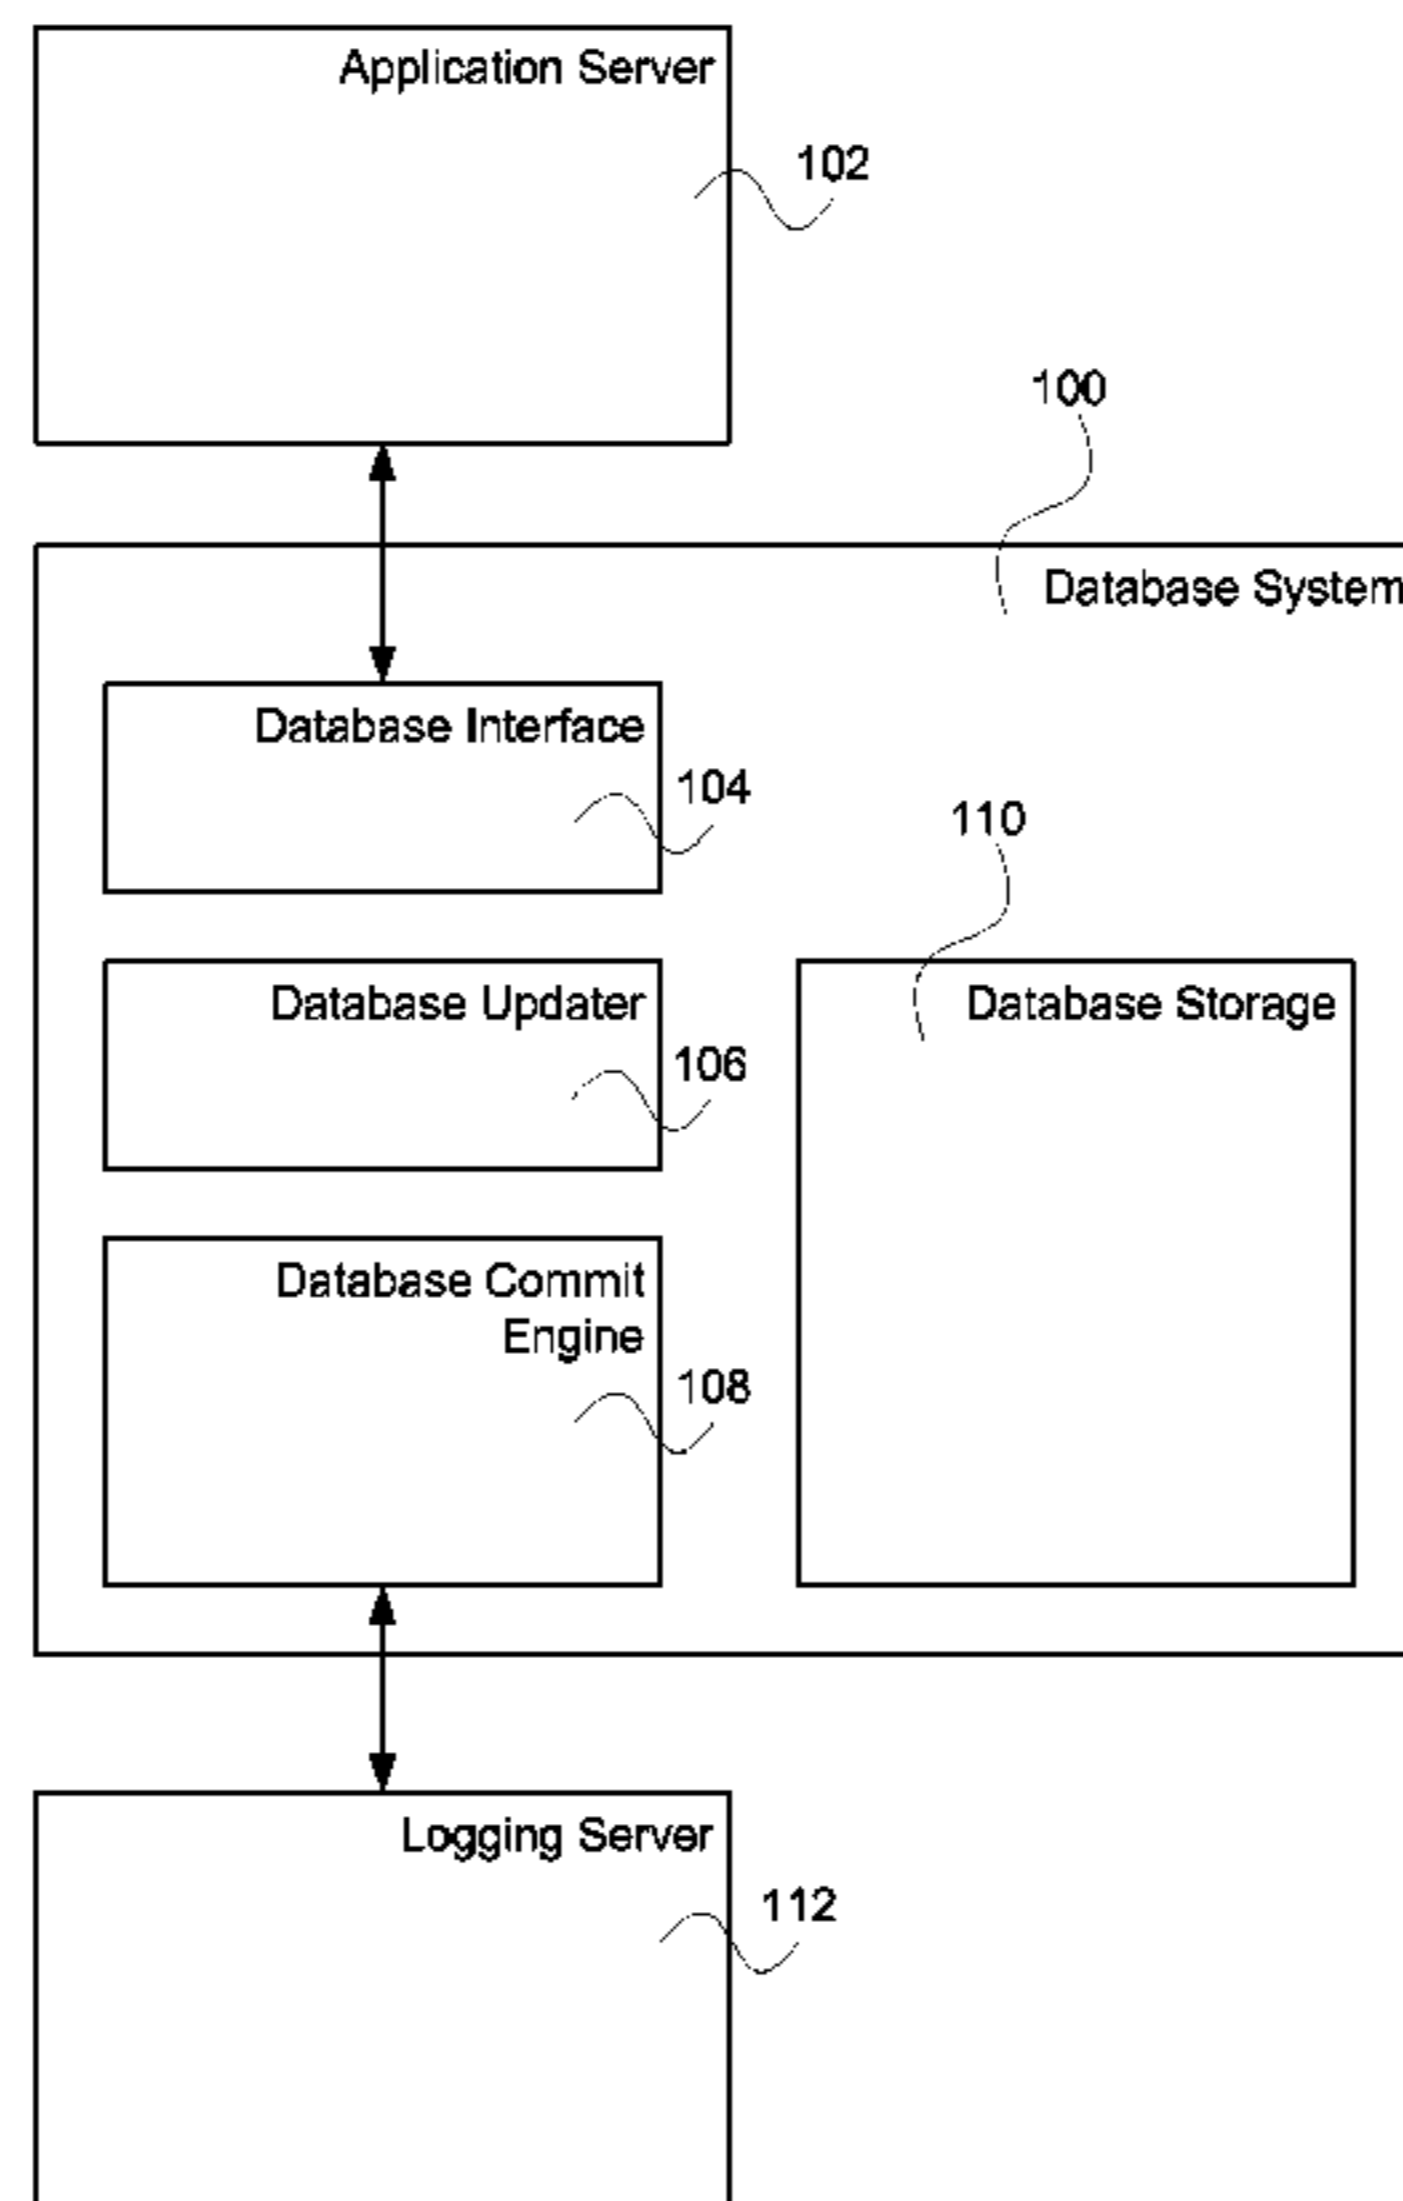 Application Server
102
100
Database System
Database Interface
104
110
Database Updater
Database Storage
106
Database Commit
Engine
108
Logging Server
112